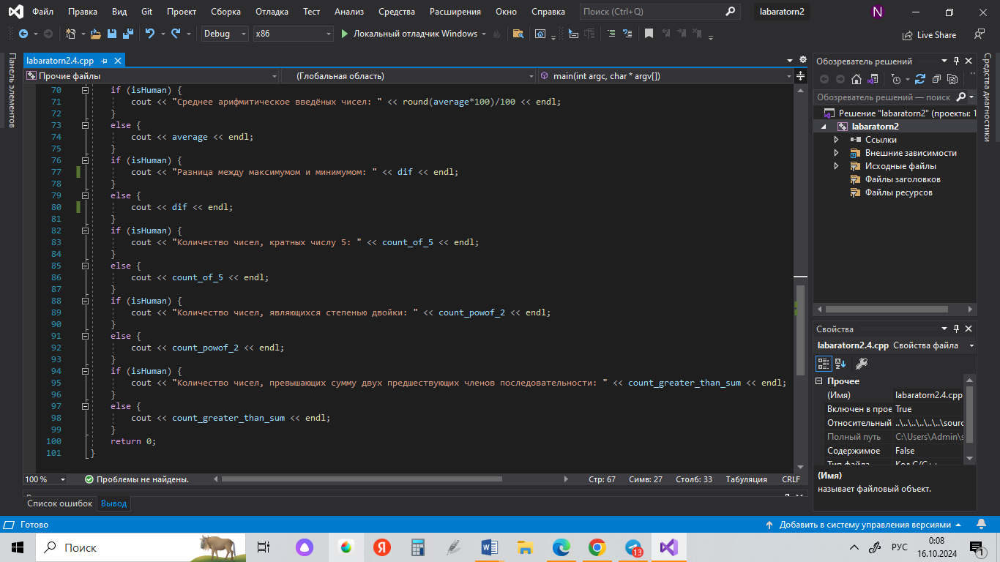 Файл Правка Вид Git Проект Сборка Отладка Тест Анализ Средства Расширения Окно Справка Поиск (Ctrl+Q) labaratorn2 N
Debug x86 Локальный отладчик Windows Live Share
Панель элементов
labaratorn2.4.cpp
Прочие файлы (Глобальная область) main(int argc, char * argv[])
70 if (isHuman) {
71 cout << "Среднее арифмитическое введёных чисел: " << round(average*100)/100 << endl;
72 }
73 else {
74 cout << average << endl;
75 }
76 if (isHuman) {
77 cout << "Разница между максимумом и минимумом: " << dif << endl;
78 }
79 else {
80 cout << dif << endl;
81 }
82 if (isHuman) {
83 cout << "Количество чисел, кратных числу 5: " << count_of_5 << endl;
84 }
85 else {
86 cout << count_of_5 << endl;
87 }
88 if (isHuman) {
89 cout << "Количество чисел, являющихся степенью двойки: " << count_powof_2 << endl;
90 }
91 else {
92 cout << count_powof_2 << endl;
93 }
94 if (isHuman) {
95 cout << "Количество чисел, превышающих сумму двух предшествующих членов последовательности: " << count_greater_than_sum << endl;
96 }
97 else {
98 cout << count_greater_than_sum << endl;
99 }
100 return 0;
101 }
100 % Проблемы не найдены. Стр: 67 Симв: 27 Столб: 33 Табуляция CRLF
Список ошибок Вывод
Обозреватель решений
Обозреватель решений — поиск
Решение "labaratorn2" (проекты: 1
labaratorn2
Ссылки
Внешние зависимости
Исходные файлы
Файлы заголовков
Файлы ресурсов
Средства диагностики
Свойства
labaratorn2.4.cpp Свойства файла
Прочее
(Имя) labaratorn2.4.cpp
Включен в прое True
Относительный ..\..\..\..\..\sourc
Полный путь C:\Users\Admin\s
Содержимое False
Тип файла Код C/C++
(Имя)
называет файловый объект.
Готово Добавить в систему управления версиями
Поиск Я 13 РУС 0:08
16.10.2024 1